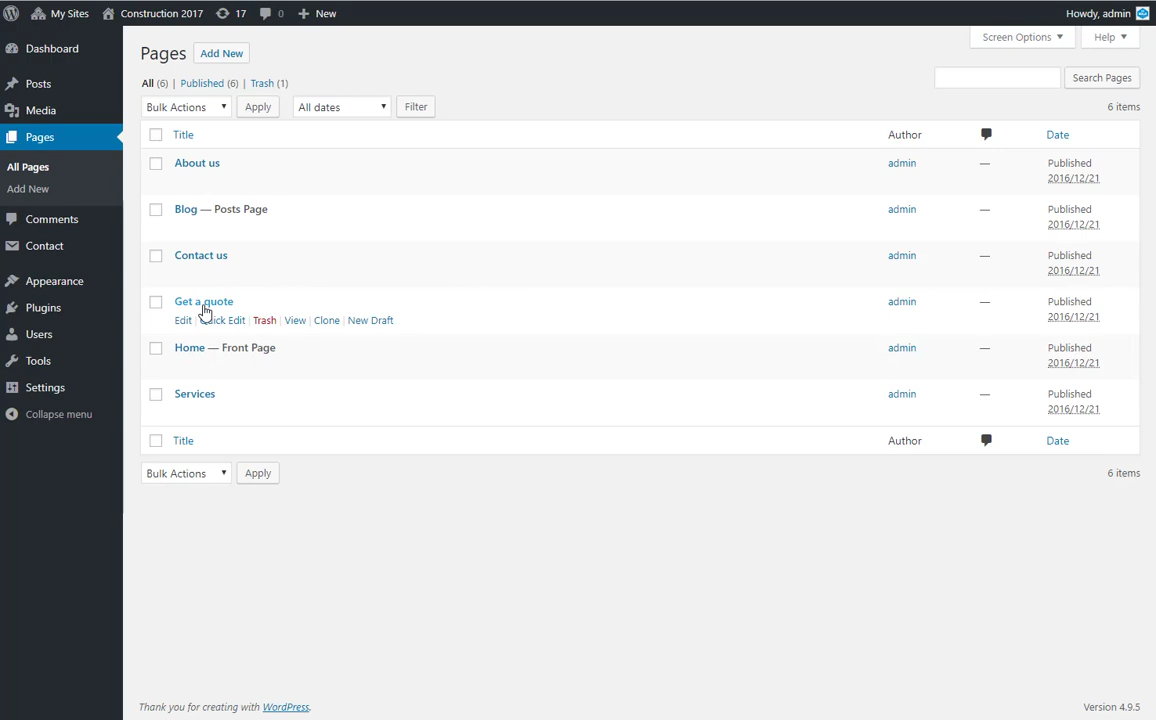 My Sites Construction 2017 17 0 New Howdy, admin
Dashboard
Posts
Media
Pages
All Pages
Add New
Comments
Contact
Appearance
Plugins
Users
Tools
Settings
Collapse menu
Screen Options Help
Pages Add New
All (6) | Published (6) | Trash (1)
Search Pages
Bulk Actions Apply All dates Filter 6 items
Title Author Date
About us admin — Published
2016/12/21
Blog — Posts Page admin — Published
2016/12/21
Contact us admin — Published
2016/12/21
Get a quote admin — Published
Edit | Quick Edit | Trash | View | Clone | New Draft 2016/12/21
Home — Front Page admin — Published
2016/12/21
Services admin — Published
2016/12/21
Title Author Date
Bulk Actions Apply 6 items
Thank you for creating with WordPress. Version 4.9.5